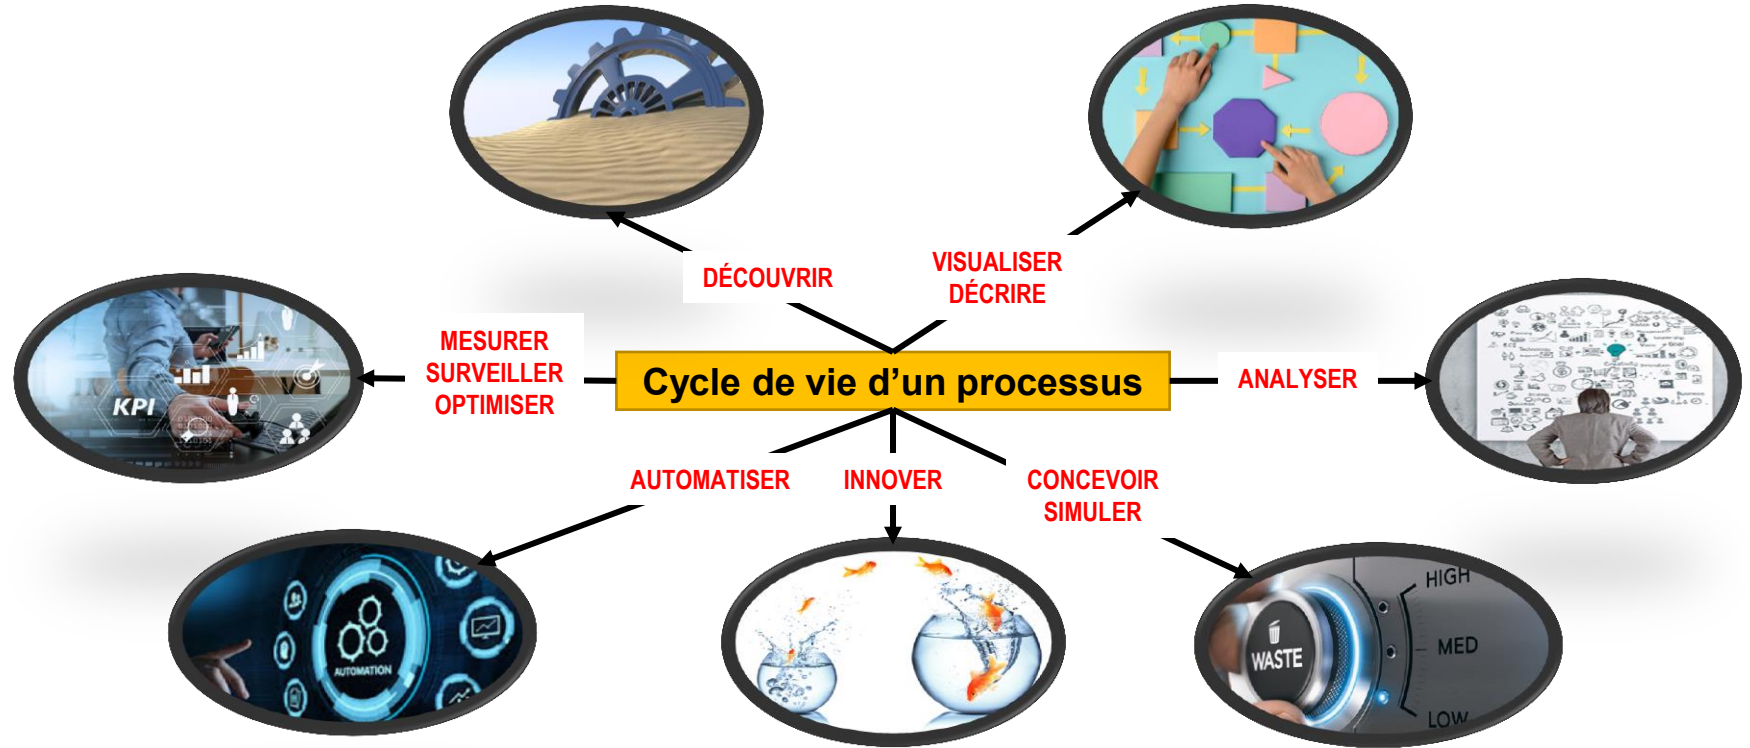 DÉCOUVRIR
VISUALISER
DÉCRIRE
MESURER
SURVEILLER
OPTIMISER
Cycle de vie d'un processus
ANALYSER
KPI
AUTOMATISER
INNOVER
CONCEVOIR
SIMULER
AUTOMATION
WASTE
HIGH
MED
LOW